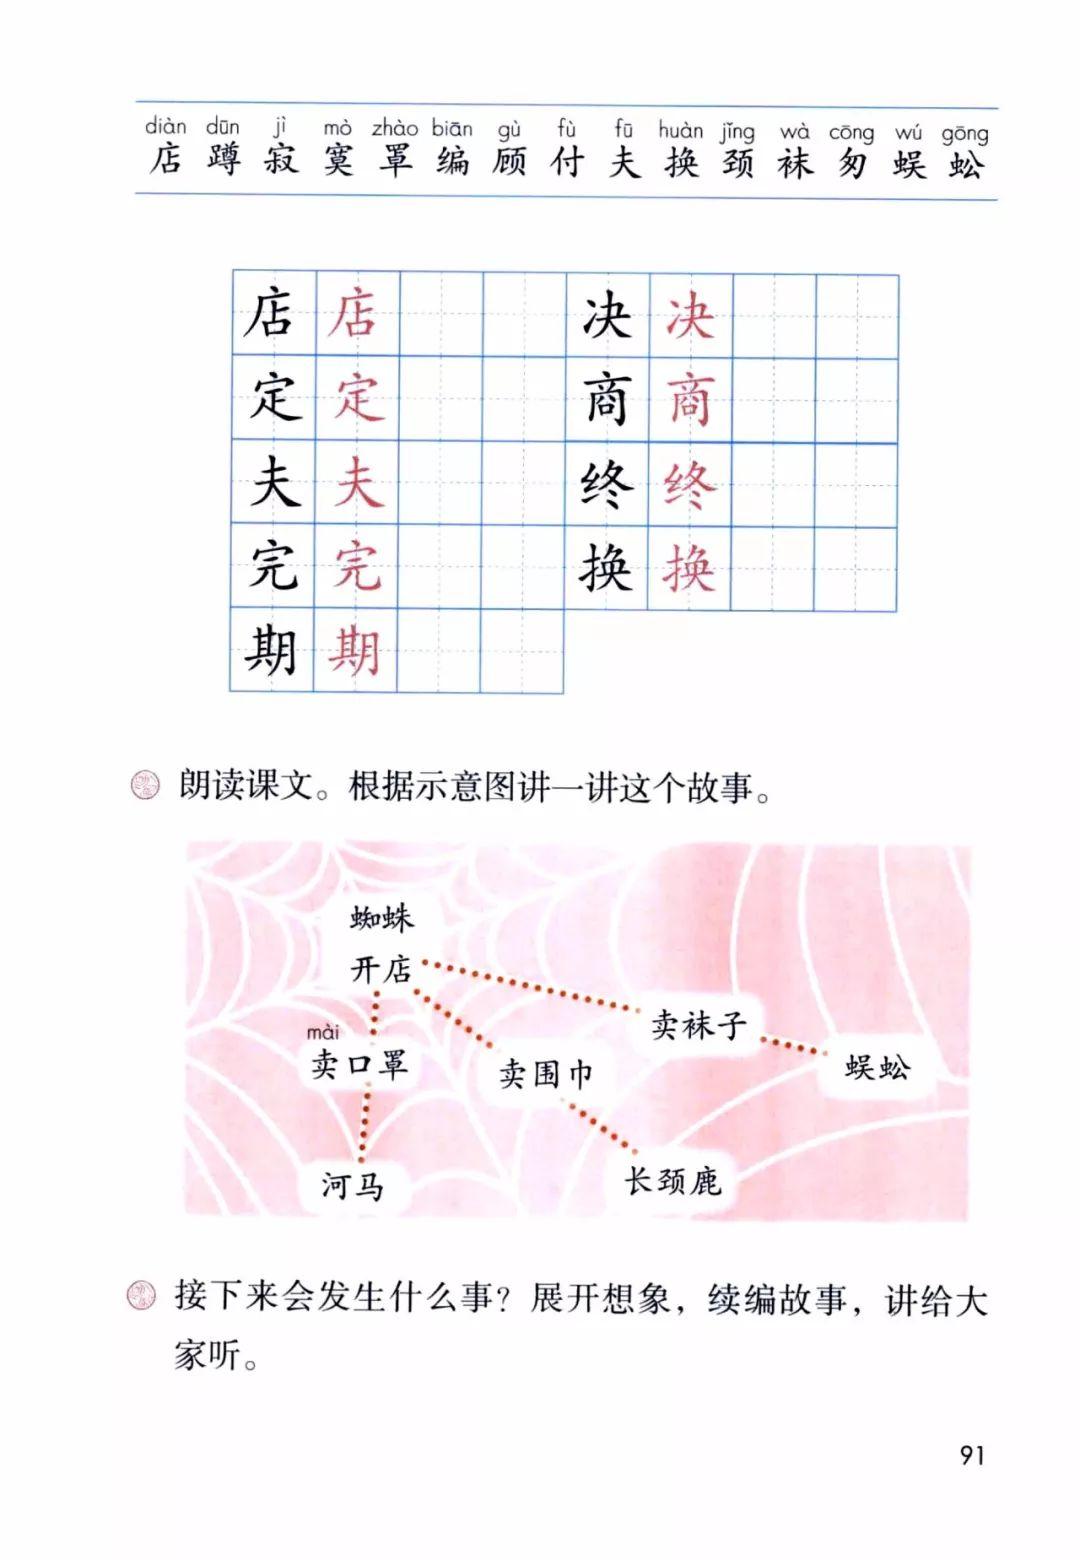 diàn dūn jì mò zhào biān gù fù fū huàn jǐng wà cōng wú gōng
店 蹲 寂 寞 罩 编 顾 付 夫 换 颈 袜 匆 蜈 蚣
店 店 决 决
定 定 商 商
夫 夫 终 终
完 完 换 换
期 期
朗读课文。根据示意图讲一讲这个故事。
蜘蛛
开店
卖袜子
mài
卖口罩
卖围巾
蜈蚣
河马
长颈鹿
接下来会发生什么事？展开想象，续编故事，讲给大
家听。
91